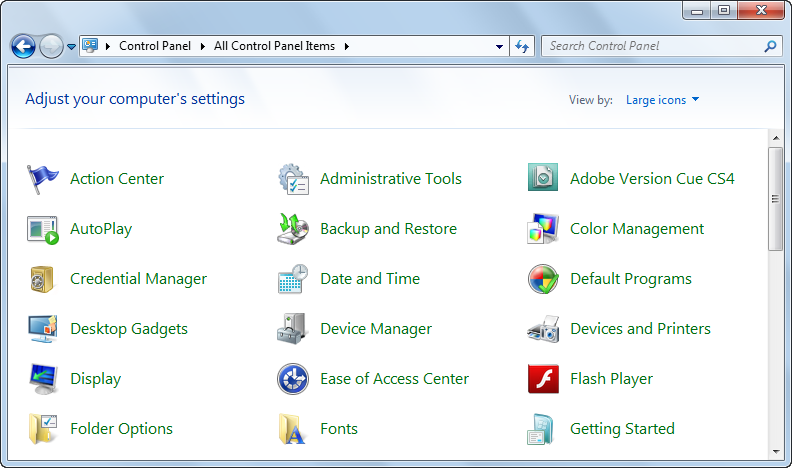 Control Panel All Control Panel Items Search Control Panel
Adjust your computer's settings View by: Large icons
Action Center Administrative Tools Adobe Version Cue CS4
AutoPlay Backup and Restore Color Management
Credential Manager Date and Time Default Programs
Desktop Gadgets Device Manager Devices and Printers
Display Ease of Access Center Flash Player
Folder Options Fonts Getting Started